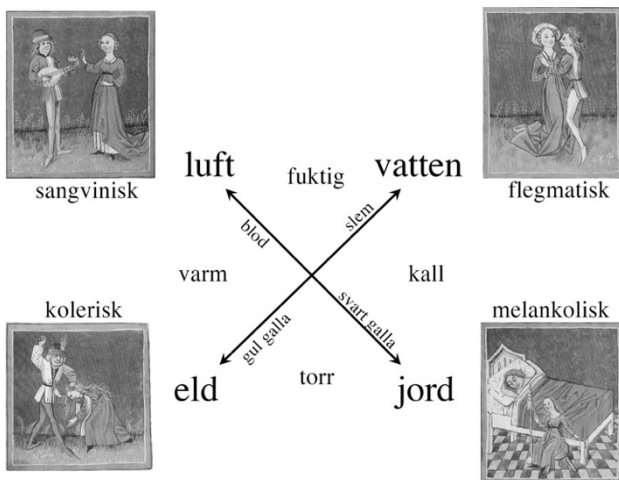 luft
fuktig
vatten
sangvinisk
flegmatisk
blod
slem
varm
kall
kolerisk
melankolisk
gul galla
svart galla
eld
torr
jord